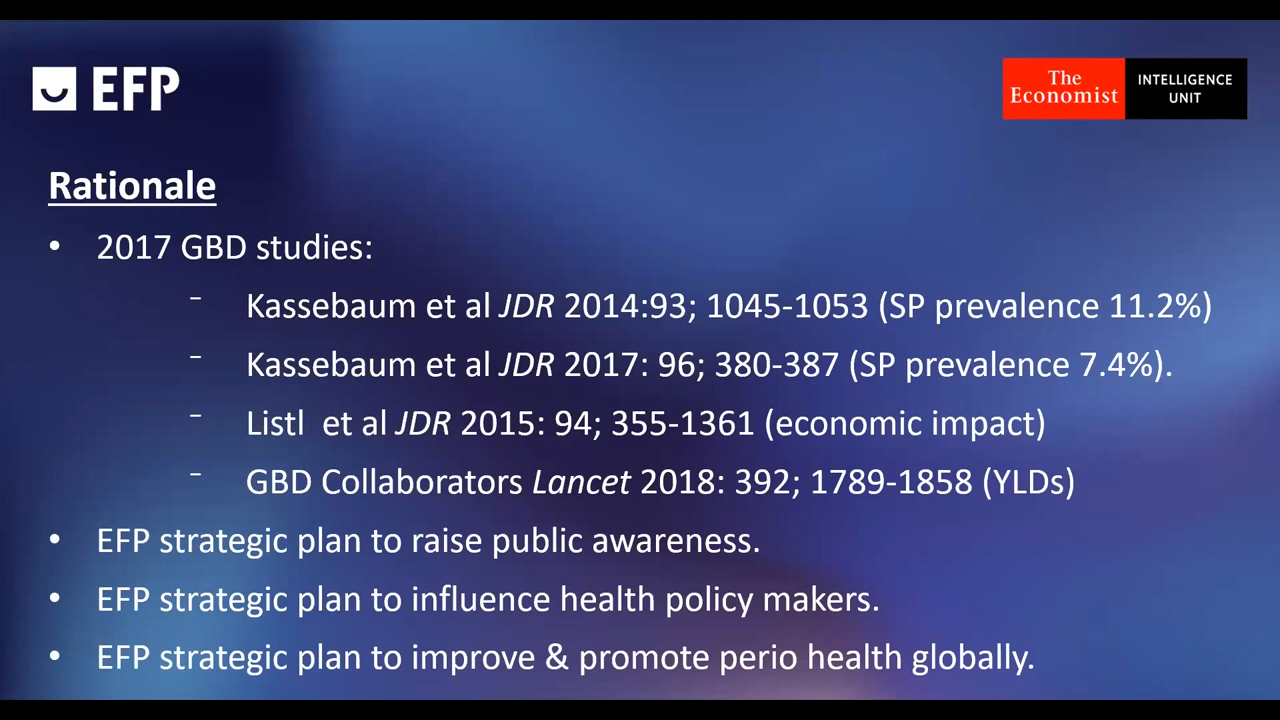 EFP
The
Economist
INTELLIGENCE
UNIT
Rationale
• 2017 GBD studies:
– Kassebaum et al JDR 2014:93; 1045-1053 (SP prevalence 11.2%)
– Kassebaum et al JDR 2017: 96; 380-387 (SP prevalence 7.4%).
– Listl  et al JDR 2015: 94; 355-1361 (economic impact)
– GBD Collaborators Lancet 2018: 392; 1789-1858 (YLDs)
• EFP strategic plan to raise public awareness.
• EFP strategic plan to influence health policy makers.
• EFP strategic plan to improve & promote perio health globally.